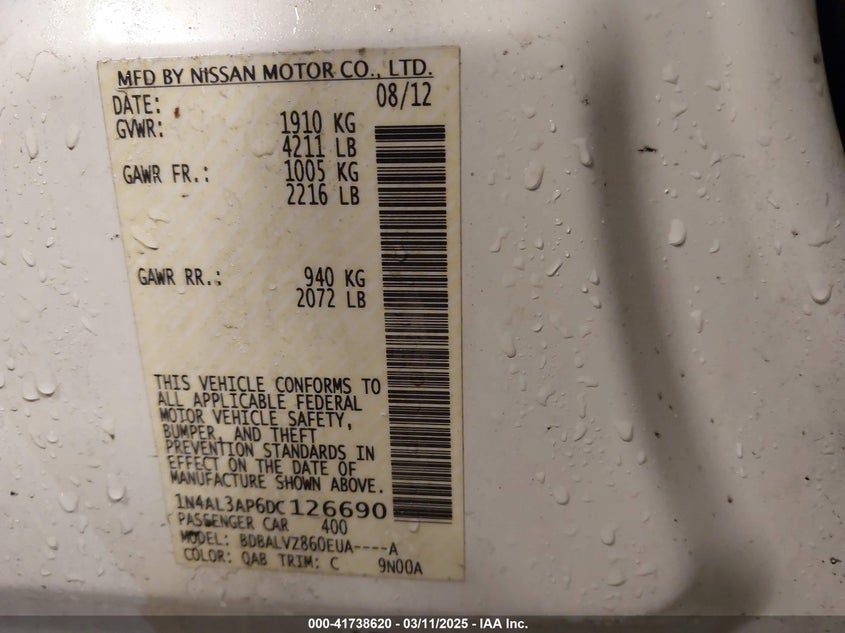 MFD BY NISSAN MOTOR CO., LTD.
DATE: 08/12
GVWR: 1910 KG
4211 LB
GAWR FR.: 1005 KG
2216 LB
GAWR RR.: 940 KG
2072 LB
THIS VEHICLE CONFORMS TO
ALL APPLICABLE FEDERAL
MOTOR VEHICLE SAFETY,
BUMPER, AND THEFT
PREVENTION STANDARDS IN
EFFECT ON THE DATE OF
MANUFACTURE SHOWN ABOVE.
1N4AL3AP6DC126690
PASSENGER CAR 400
MODEL: BDBALVZ860EUA----A
COLOR: QAB TRIM: C 9N00A
000-41738620 — 03/11/2025 - IAA Inc.